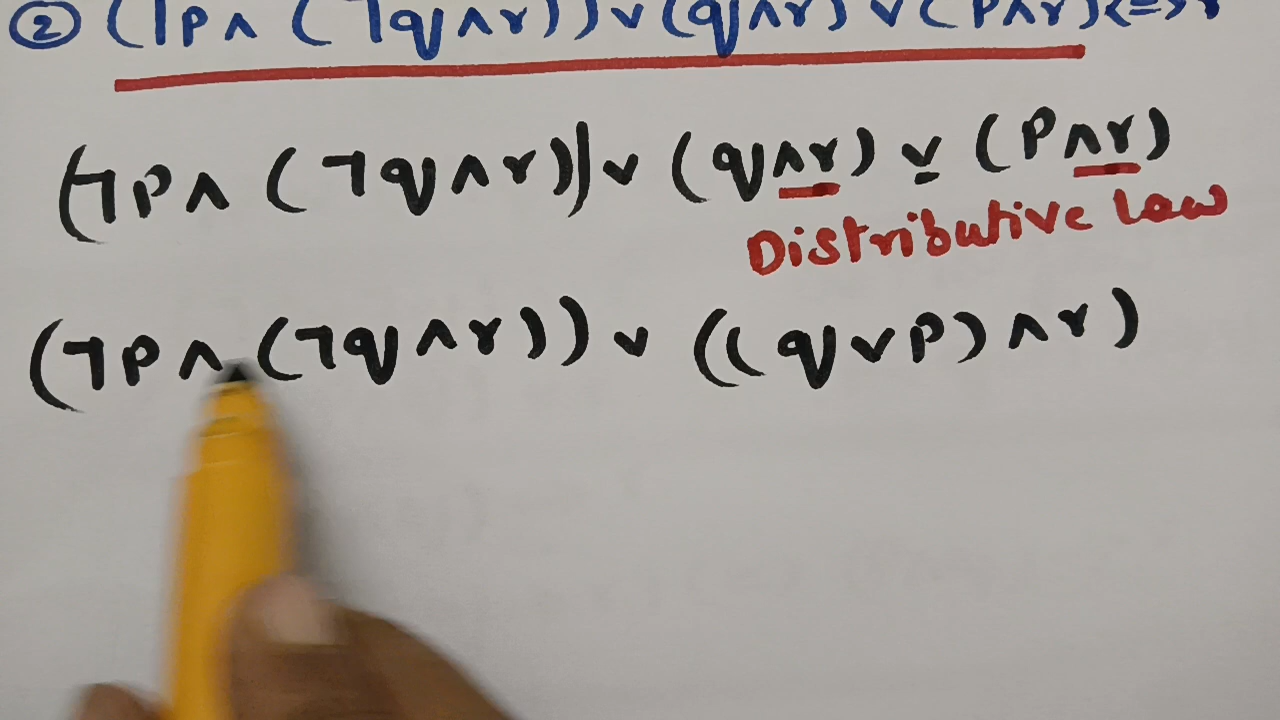 ② (¬p∧(¬q∧r))∨(q∧r)∨(p∧r)<=>r
(¬p∧(¬q∧r))∨(q∧r)∨(p∧r)
Distributive Law
(¬p∧(¬q∧r))∨((q∨p)∧r)